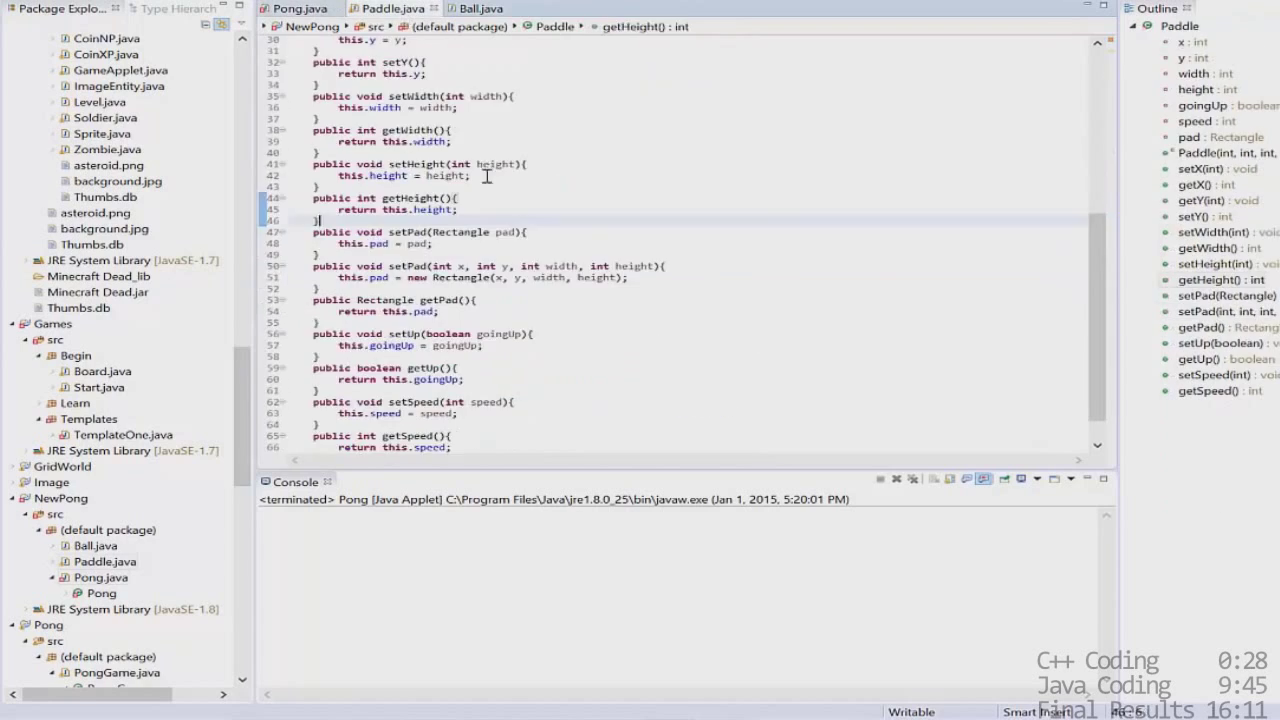 Package Explo...
Type Hierarch
CoinNP.java
CoinXP.java
GameApplet.java
ImageEntity.java
Level.java
Soldier.java
Sprite.java
Zombie.java
asteroid.png
background.jpg
Thumbs.db
asteroid.png
background.jpg
Thumbs.db
JRE System Library [JavaSE-1.7]
Minecraft Dead_lib
Minecraft Dead.jar
Thumbs.db
Games
src
Begin
Board.java
Start.java
Learn
Templates
TemplateOne.java
JRE System Library [JavaSE-1.7]
GridWorld
Image
NewPong
src
(default package)
Ball.java
Paddle.java
Pong.java
Pong
JRE System Library [JavaSE-1.8]
Pong
src
(default package)
PongGame.java
Pong.java
Paddle.java
Ball.java
NewPong
src
(default package)
Paddle
getHeight() : int
30 this.y = y;
31 }
32 public int setY(){
33 return this.y;
34 }
35 public void setWidth(int width){
36 this.width = width;
37 }
38 public int getWidth(){
39 return this.width;
40 }
41 public void setHeight(int height){
42 this.height = height;
43 }
44 public int getHeight(){
45 return this.height;
46 }
47 public void setPad(Rectangle pad){
48 this.pad = pad;
49 }
50 public void setPad(int x, int y, int width, int height){
51 this.pad = new Rectangle(x, y, width, height);
52 }
53 public Rectangle getPad(){
54 return this.pad;
55 }
56 public void setUp(boolean goingUp){
57 this.goingUp = goingUp;
58 }
59 public boolean getUp(){
60 return this.goingUp;
61 }
62 public void setSpeed(int speed){
63 this.speed = speed;
64 }
65 public int getSpeed(){
66 return this.speed;
Console
<terminated> Pong [Java Applet] C:\Program Files\Java\jre1.8.0_25\bin\javaw.exe (Jan 1, 2015, 5:20:01 PM)
Outline
Paddle
x : int
y : int
width : int
height : int
goingUp : boolean
speed : int
pad : Rectangle
Paddle(int, int, int,
setX(int) : void
getX() : int
getY(int) : void
setY() : int
setWidth(int) : void
getWidth() : int
setHeight(int) : void
getHeight() : int
setPad(Rectangle)
setPad(int, int, int,
getPad() : Rectang
setUp(boolean) : void
getUp() : boolean
setSpeed(int) : void
getSpeed() : int
Writable
Smart Insert
C++ Coding 0:28
Java Coding 9:45
Final Results 16:11